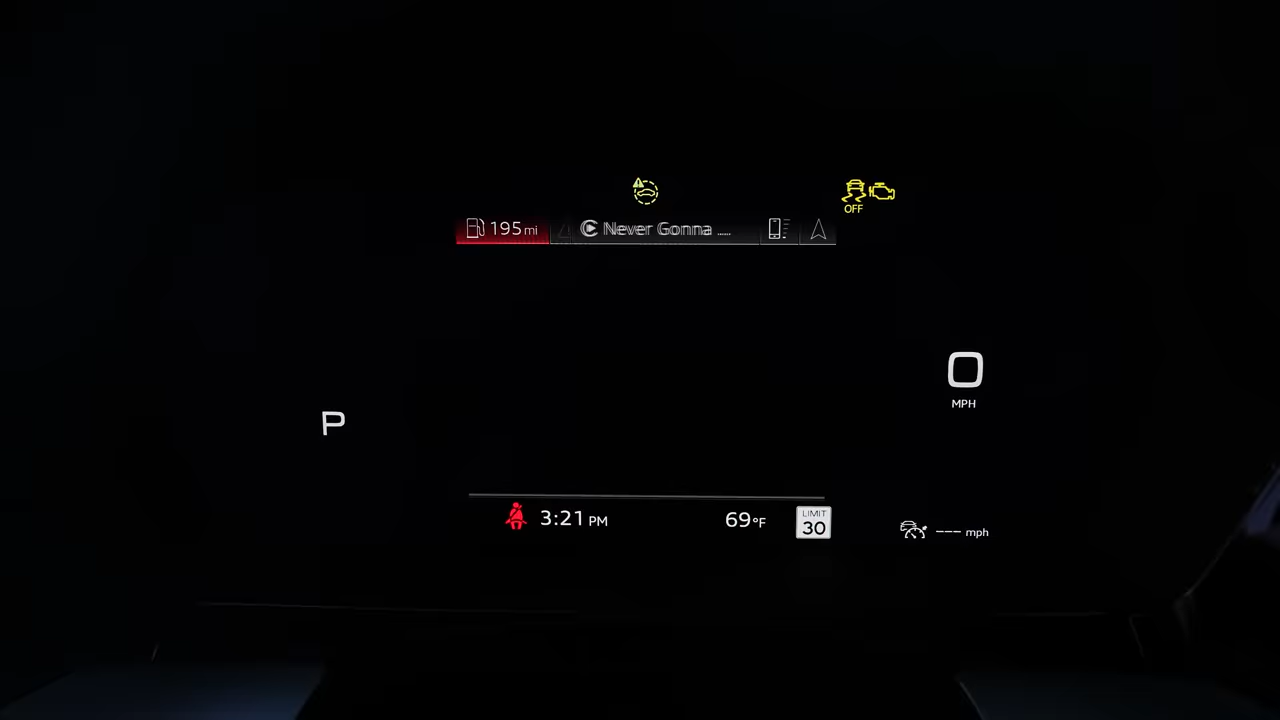 OFF
195 mi Never Gonna .....
0
MPH
P
3:21 PM 69°F LIMIT
30
--- mph